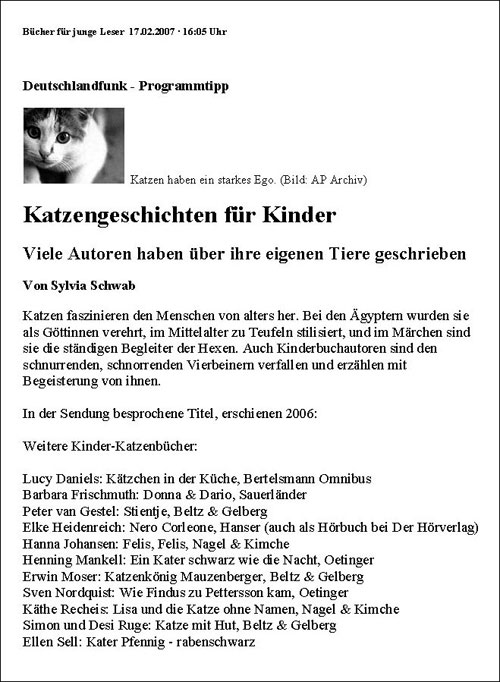 Bücher für junge Leser 17.02.2007 · 16:05 Uhr
Deutschlandfunk - Programmtipp
Katzen haben ein starkes Ego. (Bild: AP Archiv)
Katzengeschichten für Kinder
Viele Autoren haben über ihre eigenen Tiere geschrieben
Von Sylvia Schwab
Katzen faszinieren den Menschen von alters her. Bei den Ägyptern wurden sie
als Göttinnen verehrt, im Mittelalter zu Teufeln stilisiert, und im Märchen sind
sie die ständigen Begleiter der Hexen. Auch Kinderbuchautoren sind den
schnurrenden, schnorrenden Vierbeinern verfallen und erzählen mit
Begeisterung von ihnen.
In der Sendung besprochene Titel, erschienen 2006:
Weitere Kinder-Katzenbücher:
Lucy Daniels: Kätzchen in der Küche, Bertelsmann Omnibus
Barbara Frischmuth: Donna & Dario, Sauerländer
Peter van Gestel: Stientje, Beltz & Gelberg
Elke Heidenreich: Nero Corleone, Hanser (auch als Hörbuch bei Der Hörverlag)
Hanna Johansen: Felis, Felis, Nagel & Kimche
Henning Mankell: Ein Kater schwarz wie die Nacht, Oetinger
Erwin Moser: Katzenkönig Mauzenberger, Beltz & Gelberg
Sven Nordquist: Wie Findus zu Pettersson kam, Oetinger
Käthe Recheis: Lisa und die Katze ohne Namen, Nagel & Kimche
Simon und Desi Ruge: Katze mit Hut, Beltz & Gelberg
Ellen Sell: Kater Pfennig - rabenschwarz